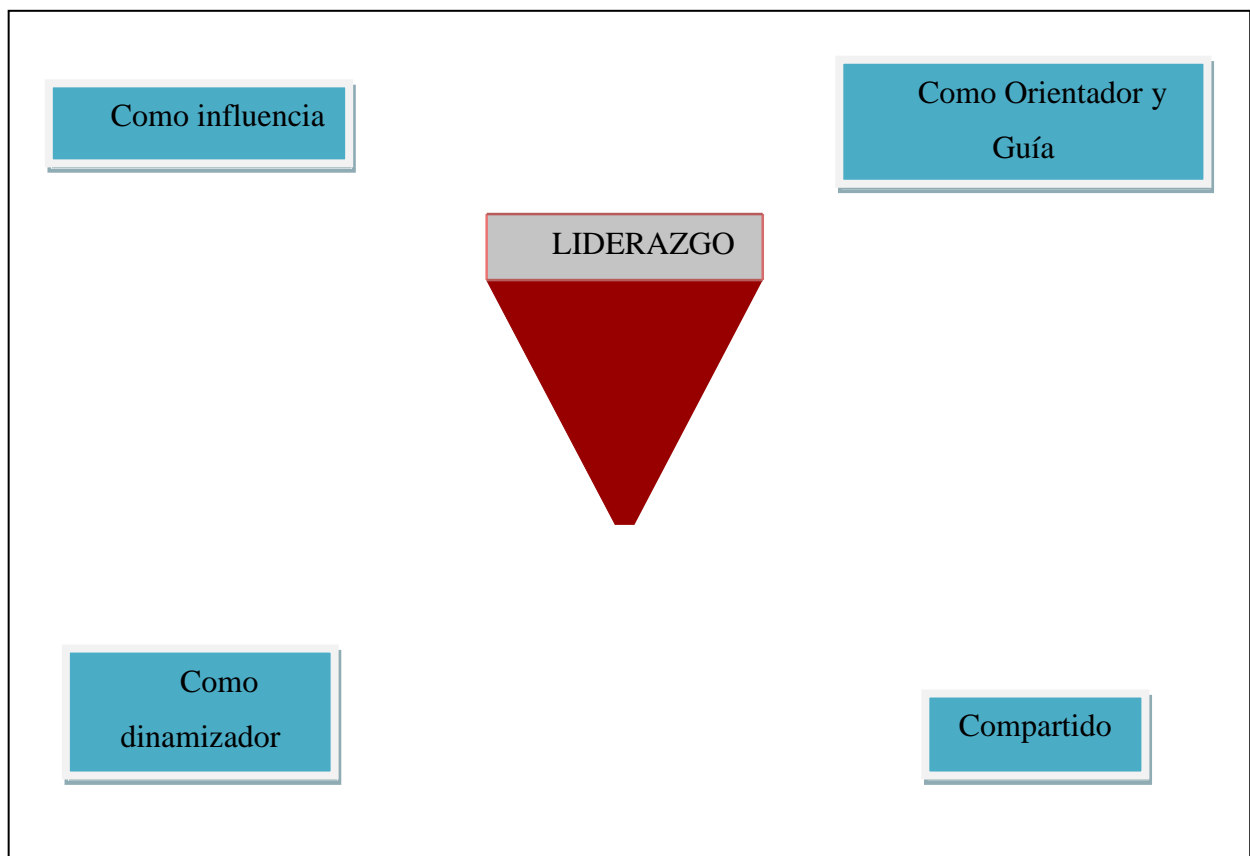 Como influencia
Como Orientador y
Guía
LIDERAZGO
Como
dinamizador
Compartido